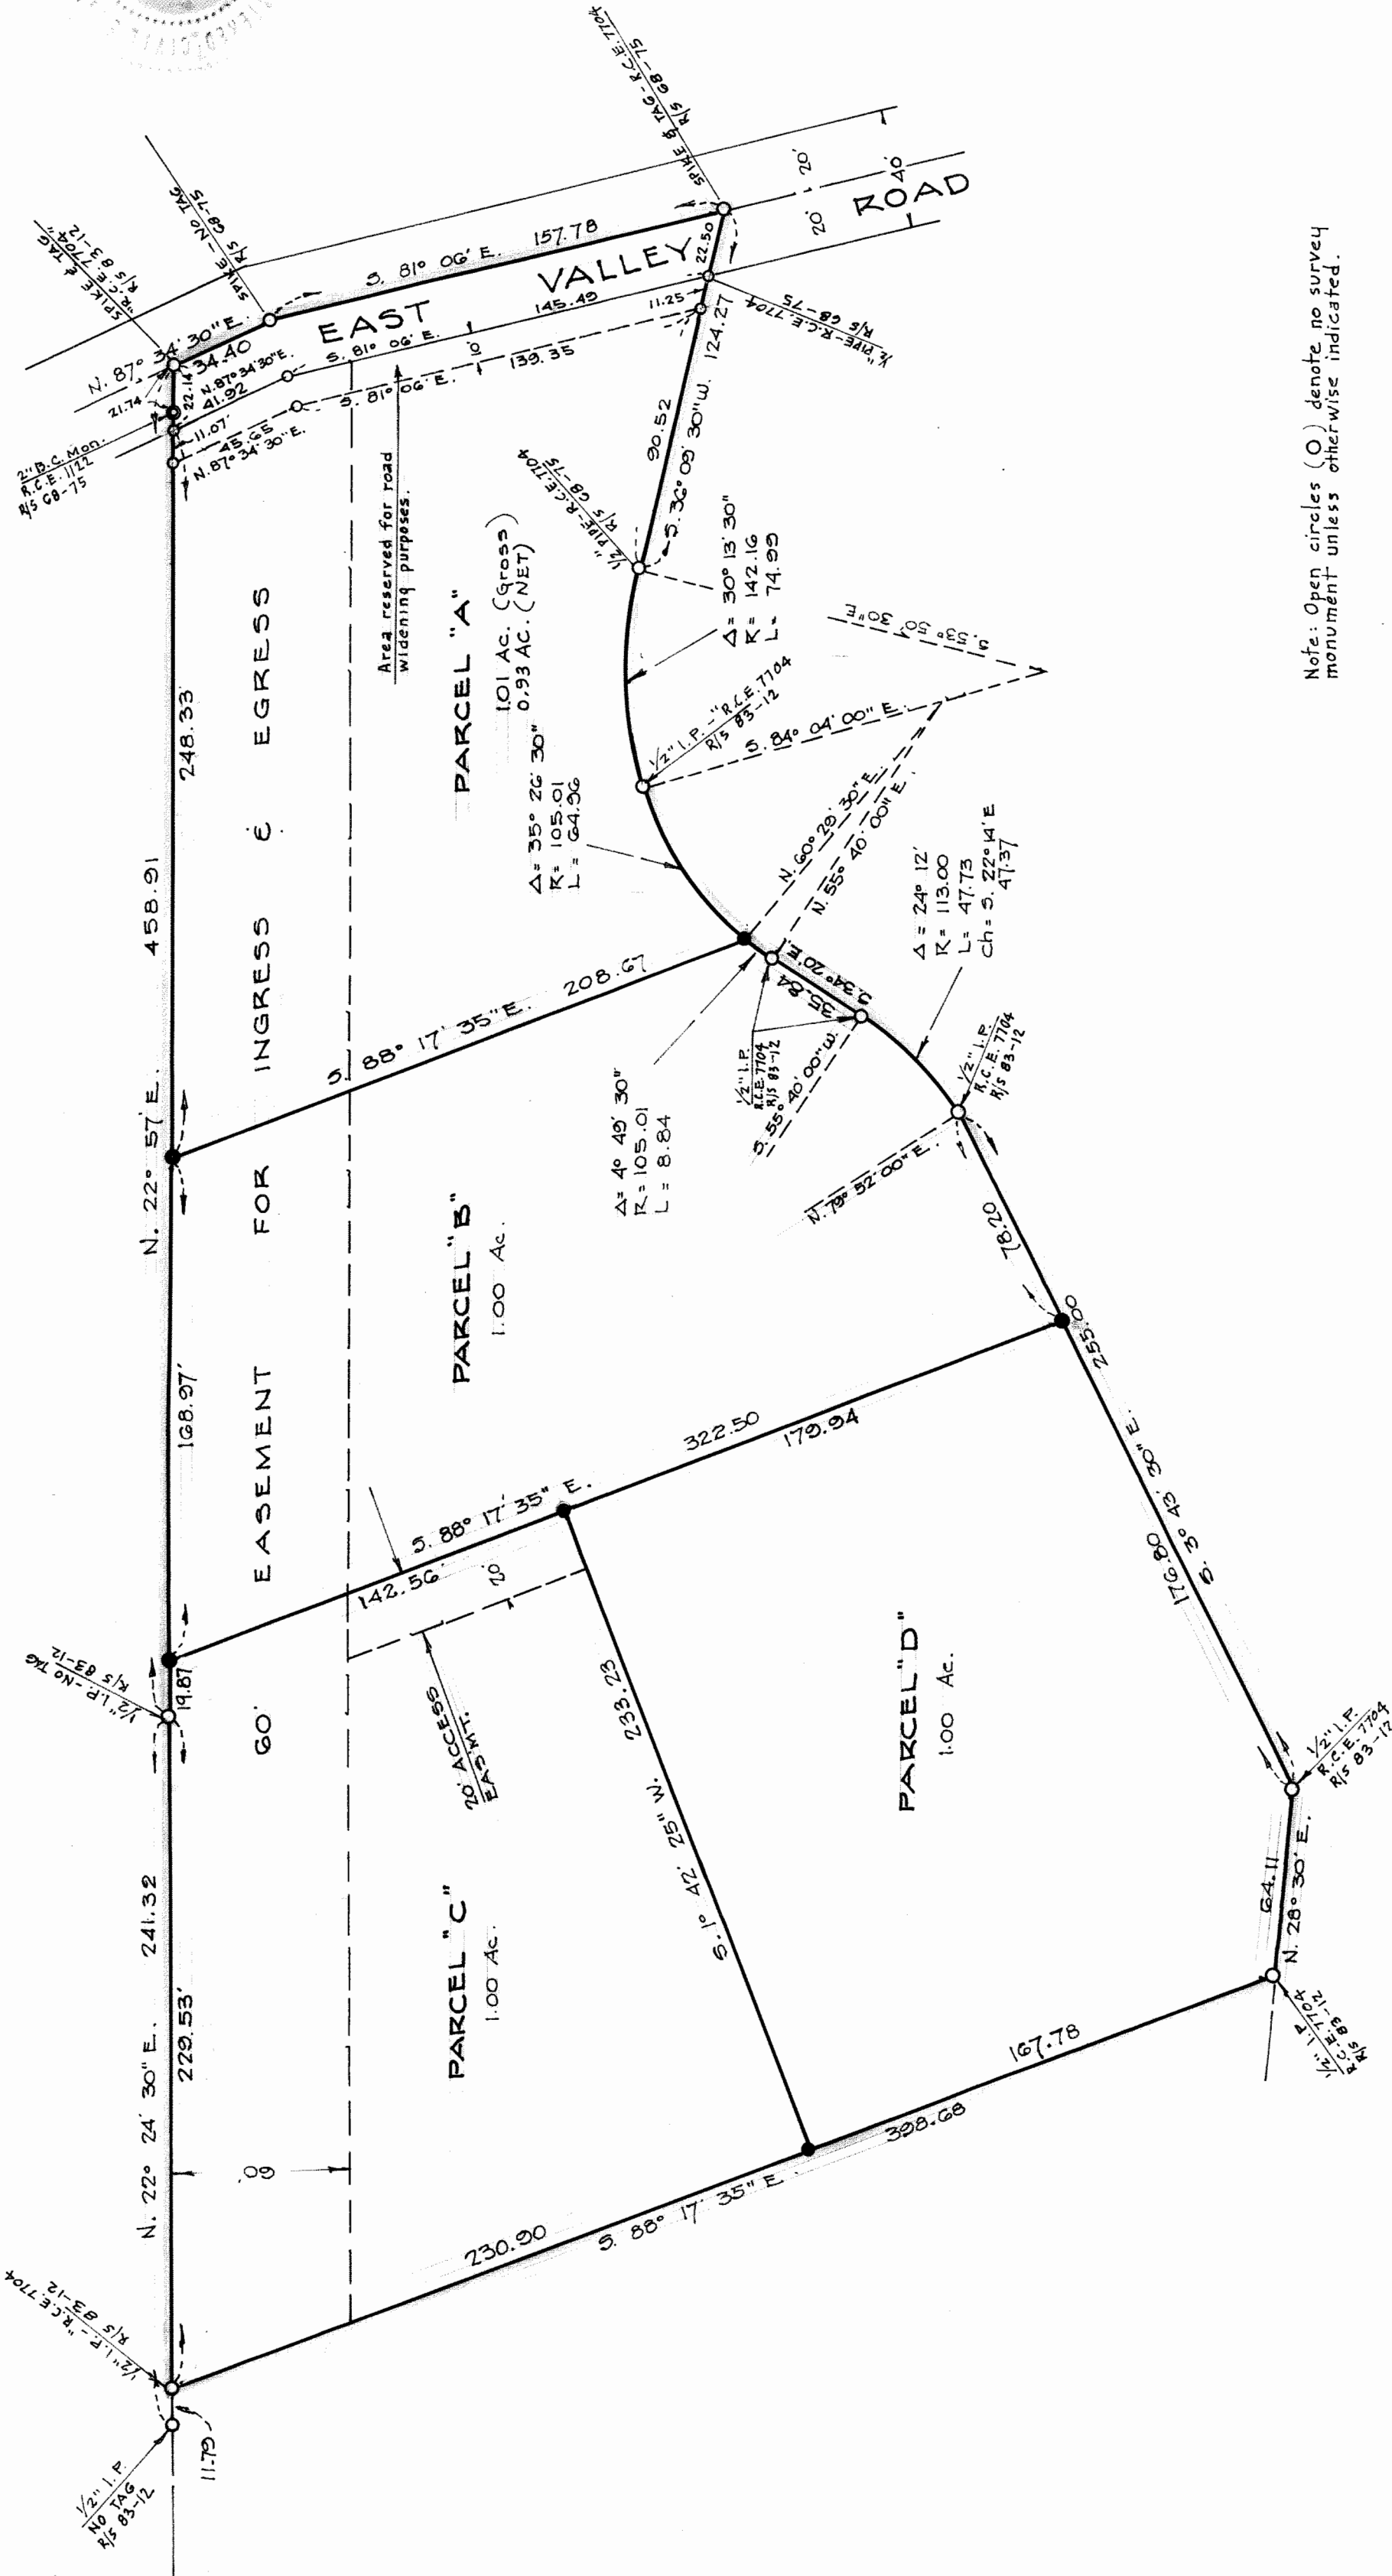 SPIKE & TAG
"R.C.E. 7704"
R/S 83-12
SPIKE - NO TAG
R/S 68-75
SPIKE & TAG - R.C.E. 7704
R/S 68-75
N. 87° 34' 30" E.
34.40
S. 81° 06' E.
157.78
EAST VALLEY ROAD
20'
20'
40'
22.50
21.74
22.14
N. 87° 34' 30" E.
41.92
S. 81° 06' E.
145.49
10'
11.07'
45.65
N. 87° 34' 30" E.
S. 81° 06' E.
139.35
11.25
2" B.C. Mon.
R.C.E. 1122
R/S 68-75
1/2" PIPE - R.C.E. 7704
R/S 68-75
124.27
90.52
S. 36° 09' 30" W.
1/2" PIPE - R.C.E. 7704
R/S 68-75
Area reserved for road
widening purposes.
248.33
458.91
N. 22° 57' E.
168.97'
60' EASEMENT FOR INGRESS & EGRESS
PARCEL "A"
1.01 Ac. (Gross)
0.93 AC. (NET)
Δ = 30° 13' 30"
R = 142.16
L = 74.99
S. 53° 50' 30" E
1/2" I.P. - "R.C.E. 7704
R/S 83-12
S. 84° 04' 00" E.
Δ = 35° 26' 30"
R = 105.01
L = 64.96
N. 60° 29' 30" E.
N. 55° 40' 00" E.
S. 88° 17' 35" E. 208.67
Δ = 4° 49' 30"
R = 105.01
L = 8.84
S. 34° 20' E.
35.84
1/2" I.P.
R.C.E. 7704
R/S 83-12
S. 55° 40' 00" W.
Δ = 24° 12'
R = 113.00
L = 47.73
Ch = S. 22° 14' E
47.37
1/2" I.P.
R.C.E. 7704
R/S 83-12
N. 79° 52' 00" E.
PARCEL "B"
1.00 Ac.
78.20
255.00
S. 3° 43' 30" E.
176.80
322.50
179.94
S. 88° 17' 35" E.
142.56
20'
20' ACCESS
EASMT.
1/2" I.P. - NO TAG
R/S 83-12
19.87
N. 22° 24' 30" E. 241.32
229.53'
60'
PARCEL "C"
1.00 Ac.
233.23
S. 1° 42' 25" W.
PARCEL "D"
1.00 Ac.
1/2" I.P.
R.C.E. 7704
R/S 83-12
64.11
N. 28° 30' E.
1/2" I.P.
R.C.E. 7704
R/S 83-12
167.78
398.68
230.90
S. 88° 17' 35" E.
1/2" I.P. - "R.C.E. 7704
R/S 83-12
1/2" I.P.
NO TAG
R/S 83-12
11.79
Note: Open circles (O) denote no survey
monument unless otherwise indicated.